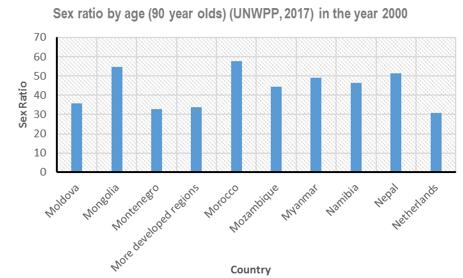 Sex ratio by age (90 year olds) (UNWPP, 2017) in the year 2000
70
60
50
40
30
20
10
0
Sex Ratio
Moldova
Mongolia
Montenegro
More developed regions
Morocco
Mozambique
Myanmar
Namibia
Nepal
Netherlands
Country